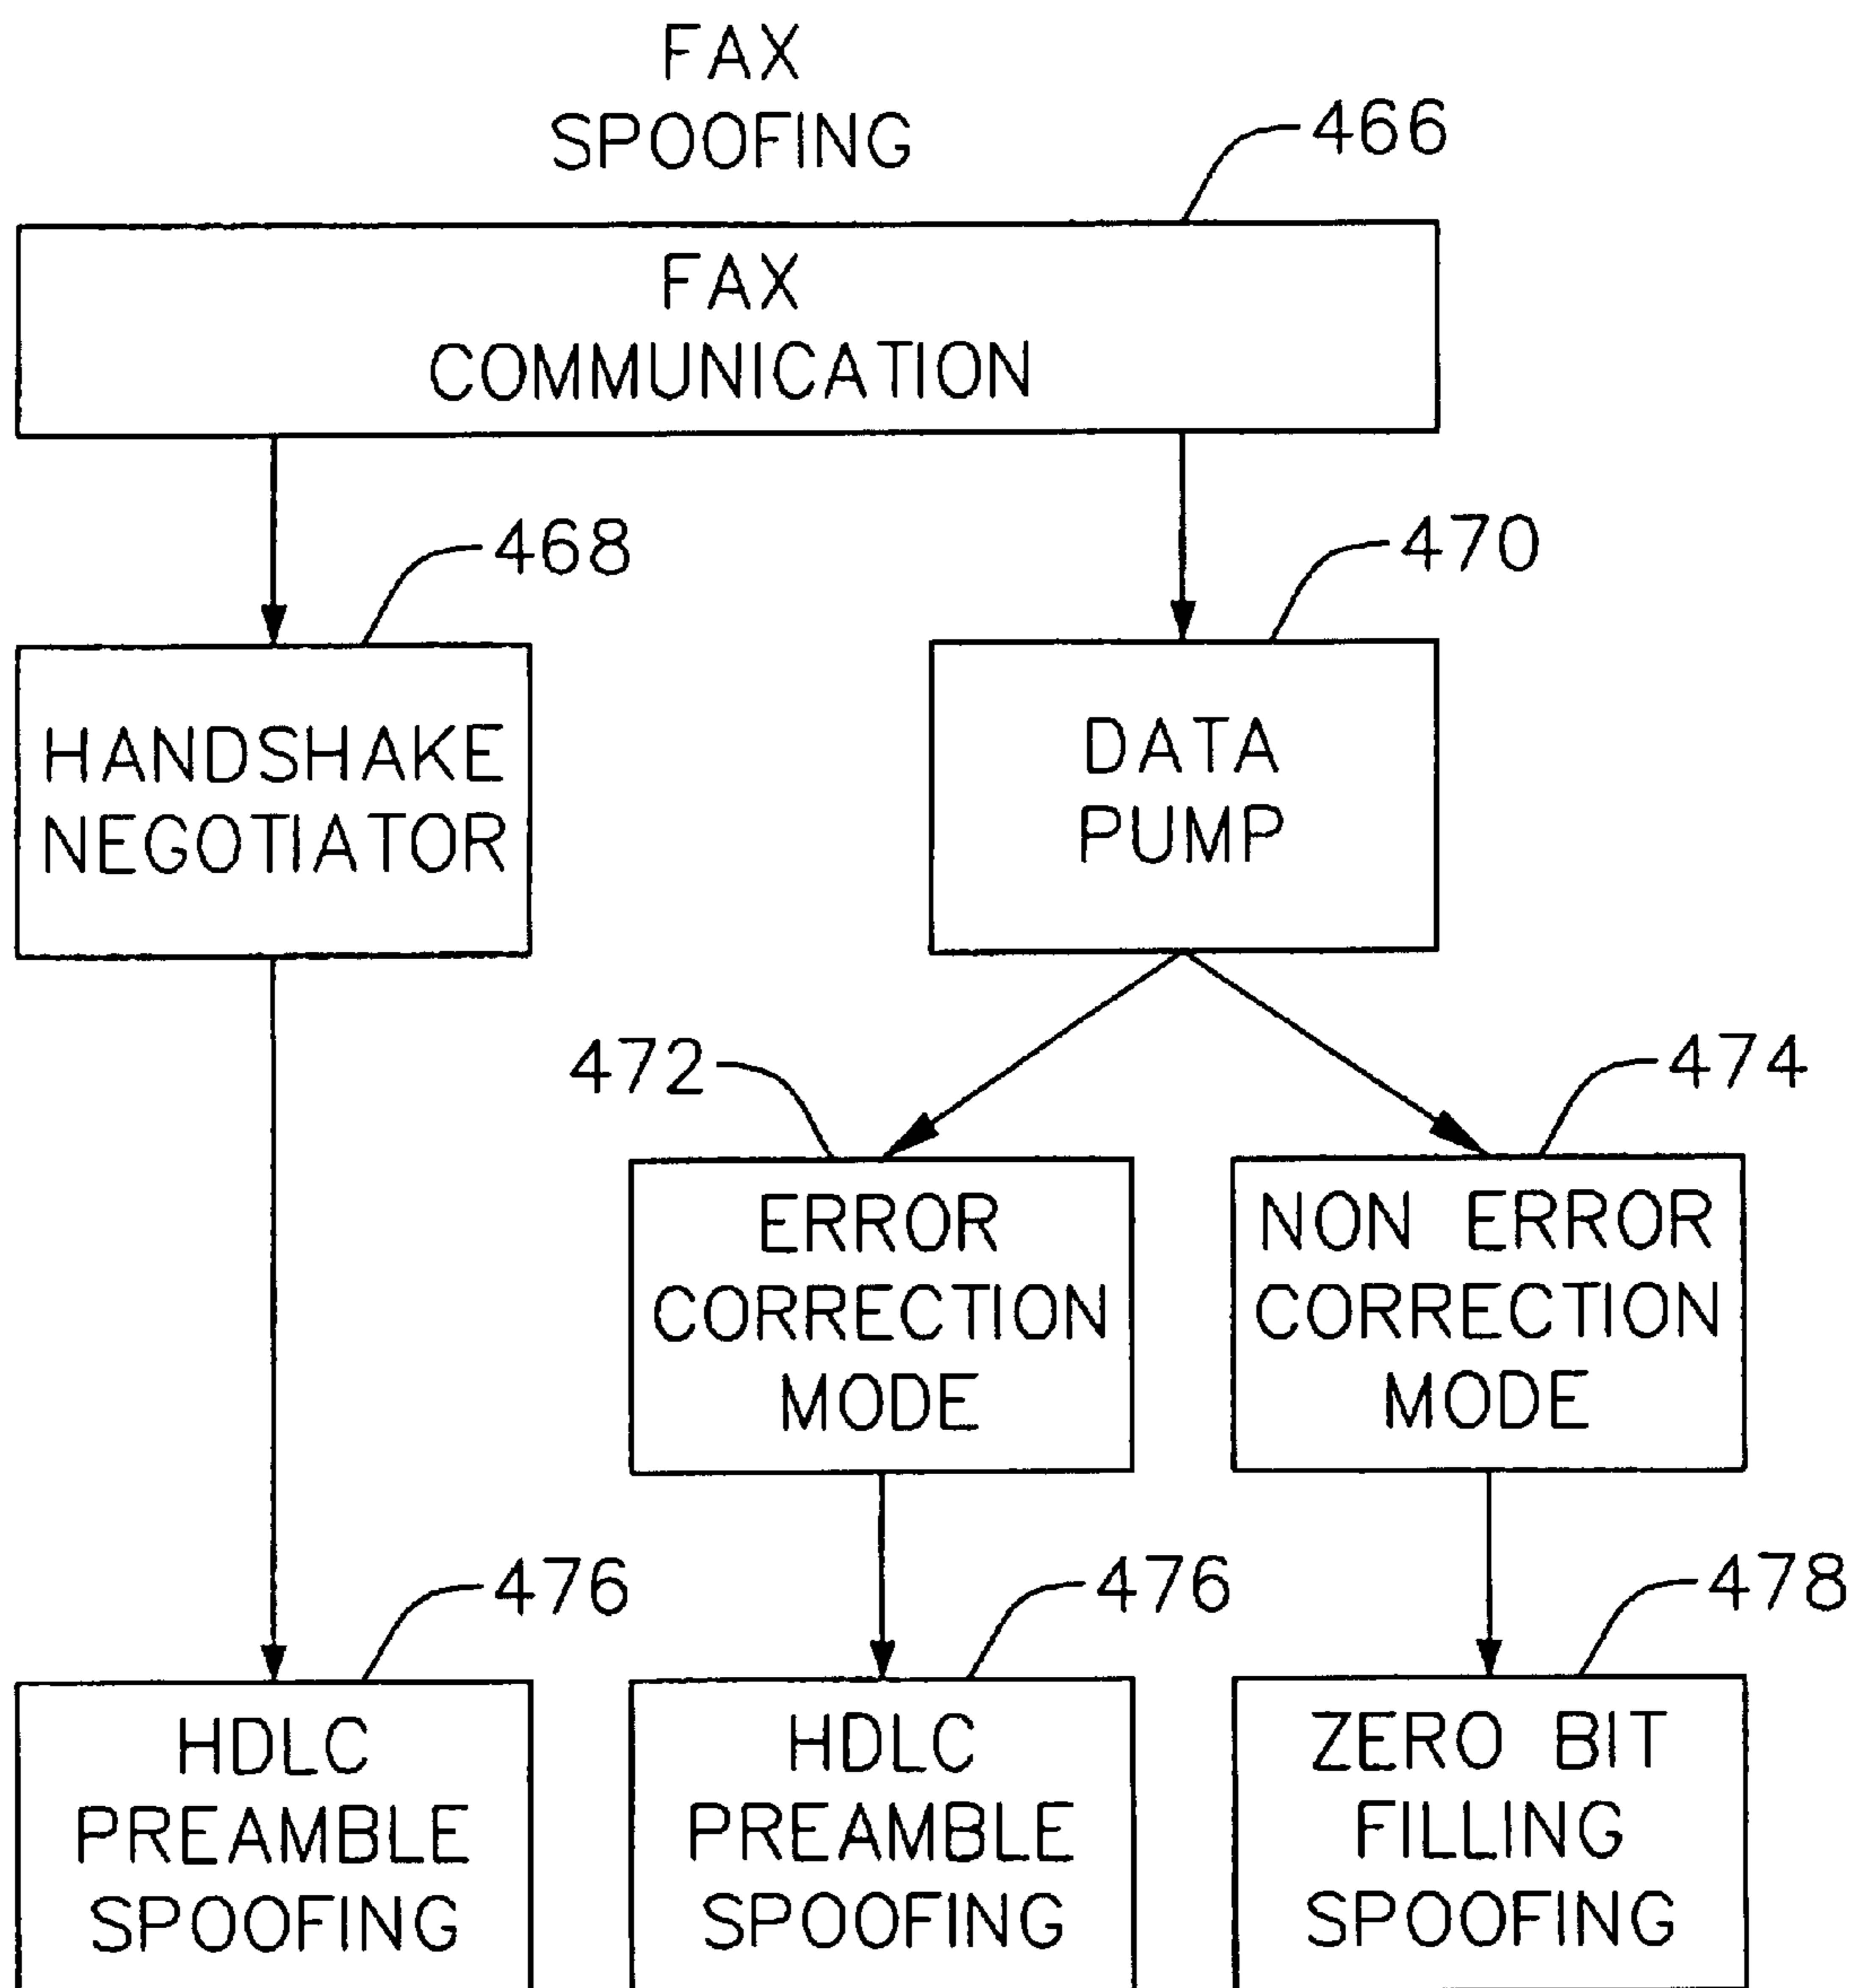 FAX
SPOOFING
466
FAX
COMMUNICATION
468
470
HANDSHAKE
NEGOTIATOR
DATA
PUMP
472
474
ERROR
CORRECTION
MODE
NON ERROR
CORRECTION
MODE
476
476
478
HDLC
PREAMBLE
SPOOFING
HDLC
PREAMBLE
SPOOFING
ZERO BIT
FILLING
SPOOFING